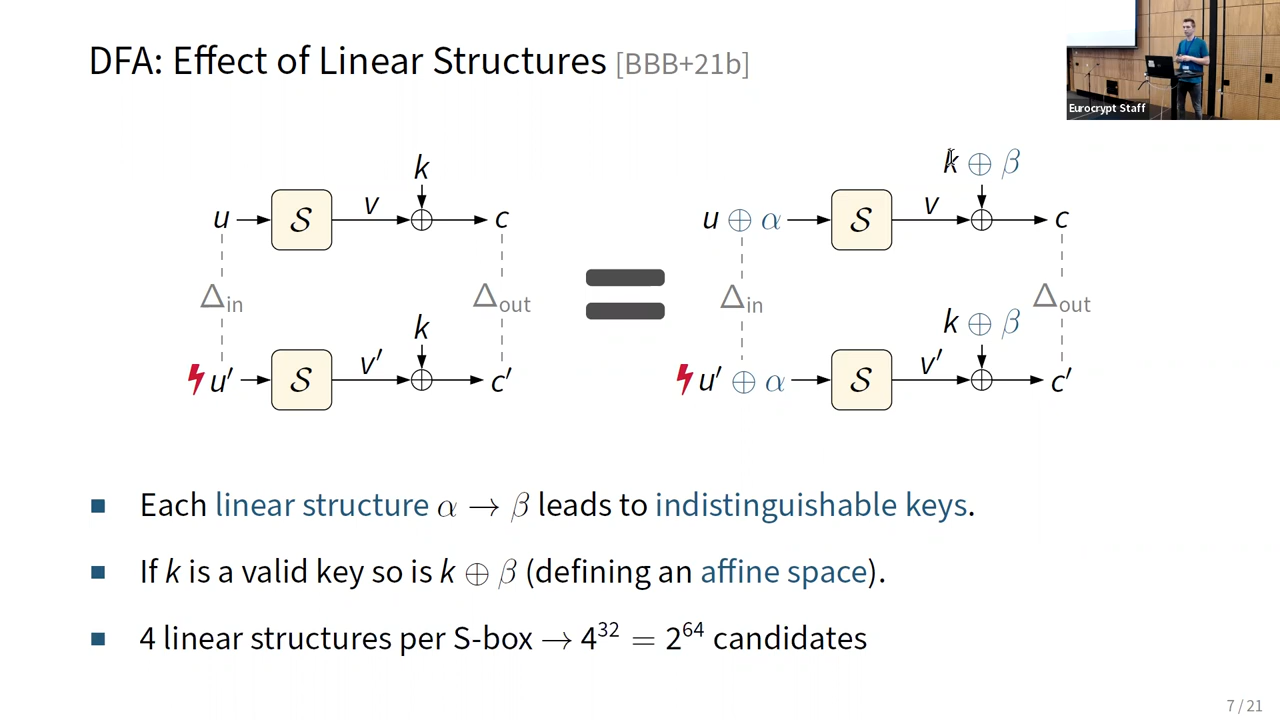 DFA: Effect of Linear Structures [BBB+21b]
Eurocrypt Staff
k
k ⊕ β
u S v ⊕ c
u ⊕ α S v ⊕ c
Δin Δout
Δin Δout
k
k ⊕ β
u′ S v′ ⊕ c′
u′ ⊕ α S v′ ⊕ c′
=
■ Each linear structure α → β leads to indistinguishable keys.
■ If k is a valid key so is k ⊕ β (defining an affine space).
■ 4 linear structures per S-box → 4³² = 2⁶⁴ candidates
7 / 21